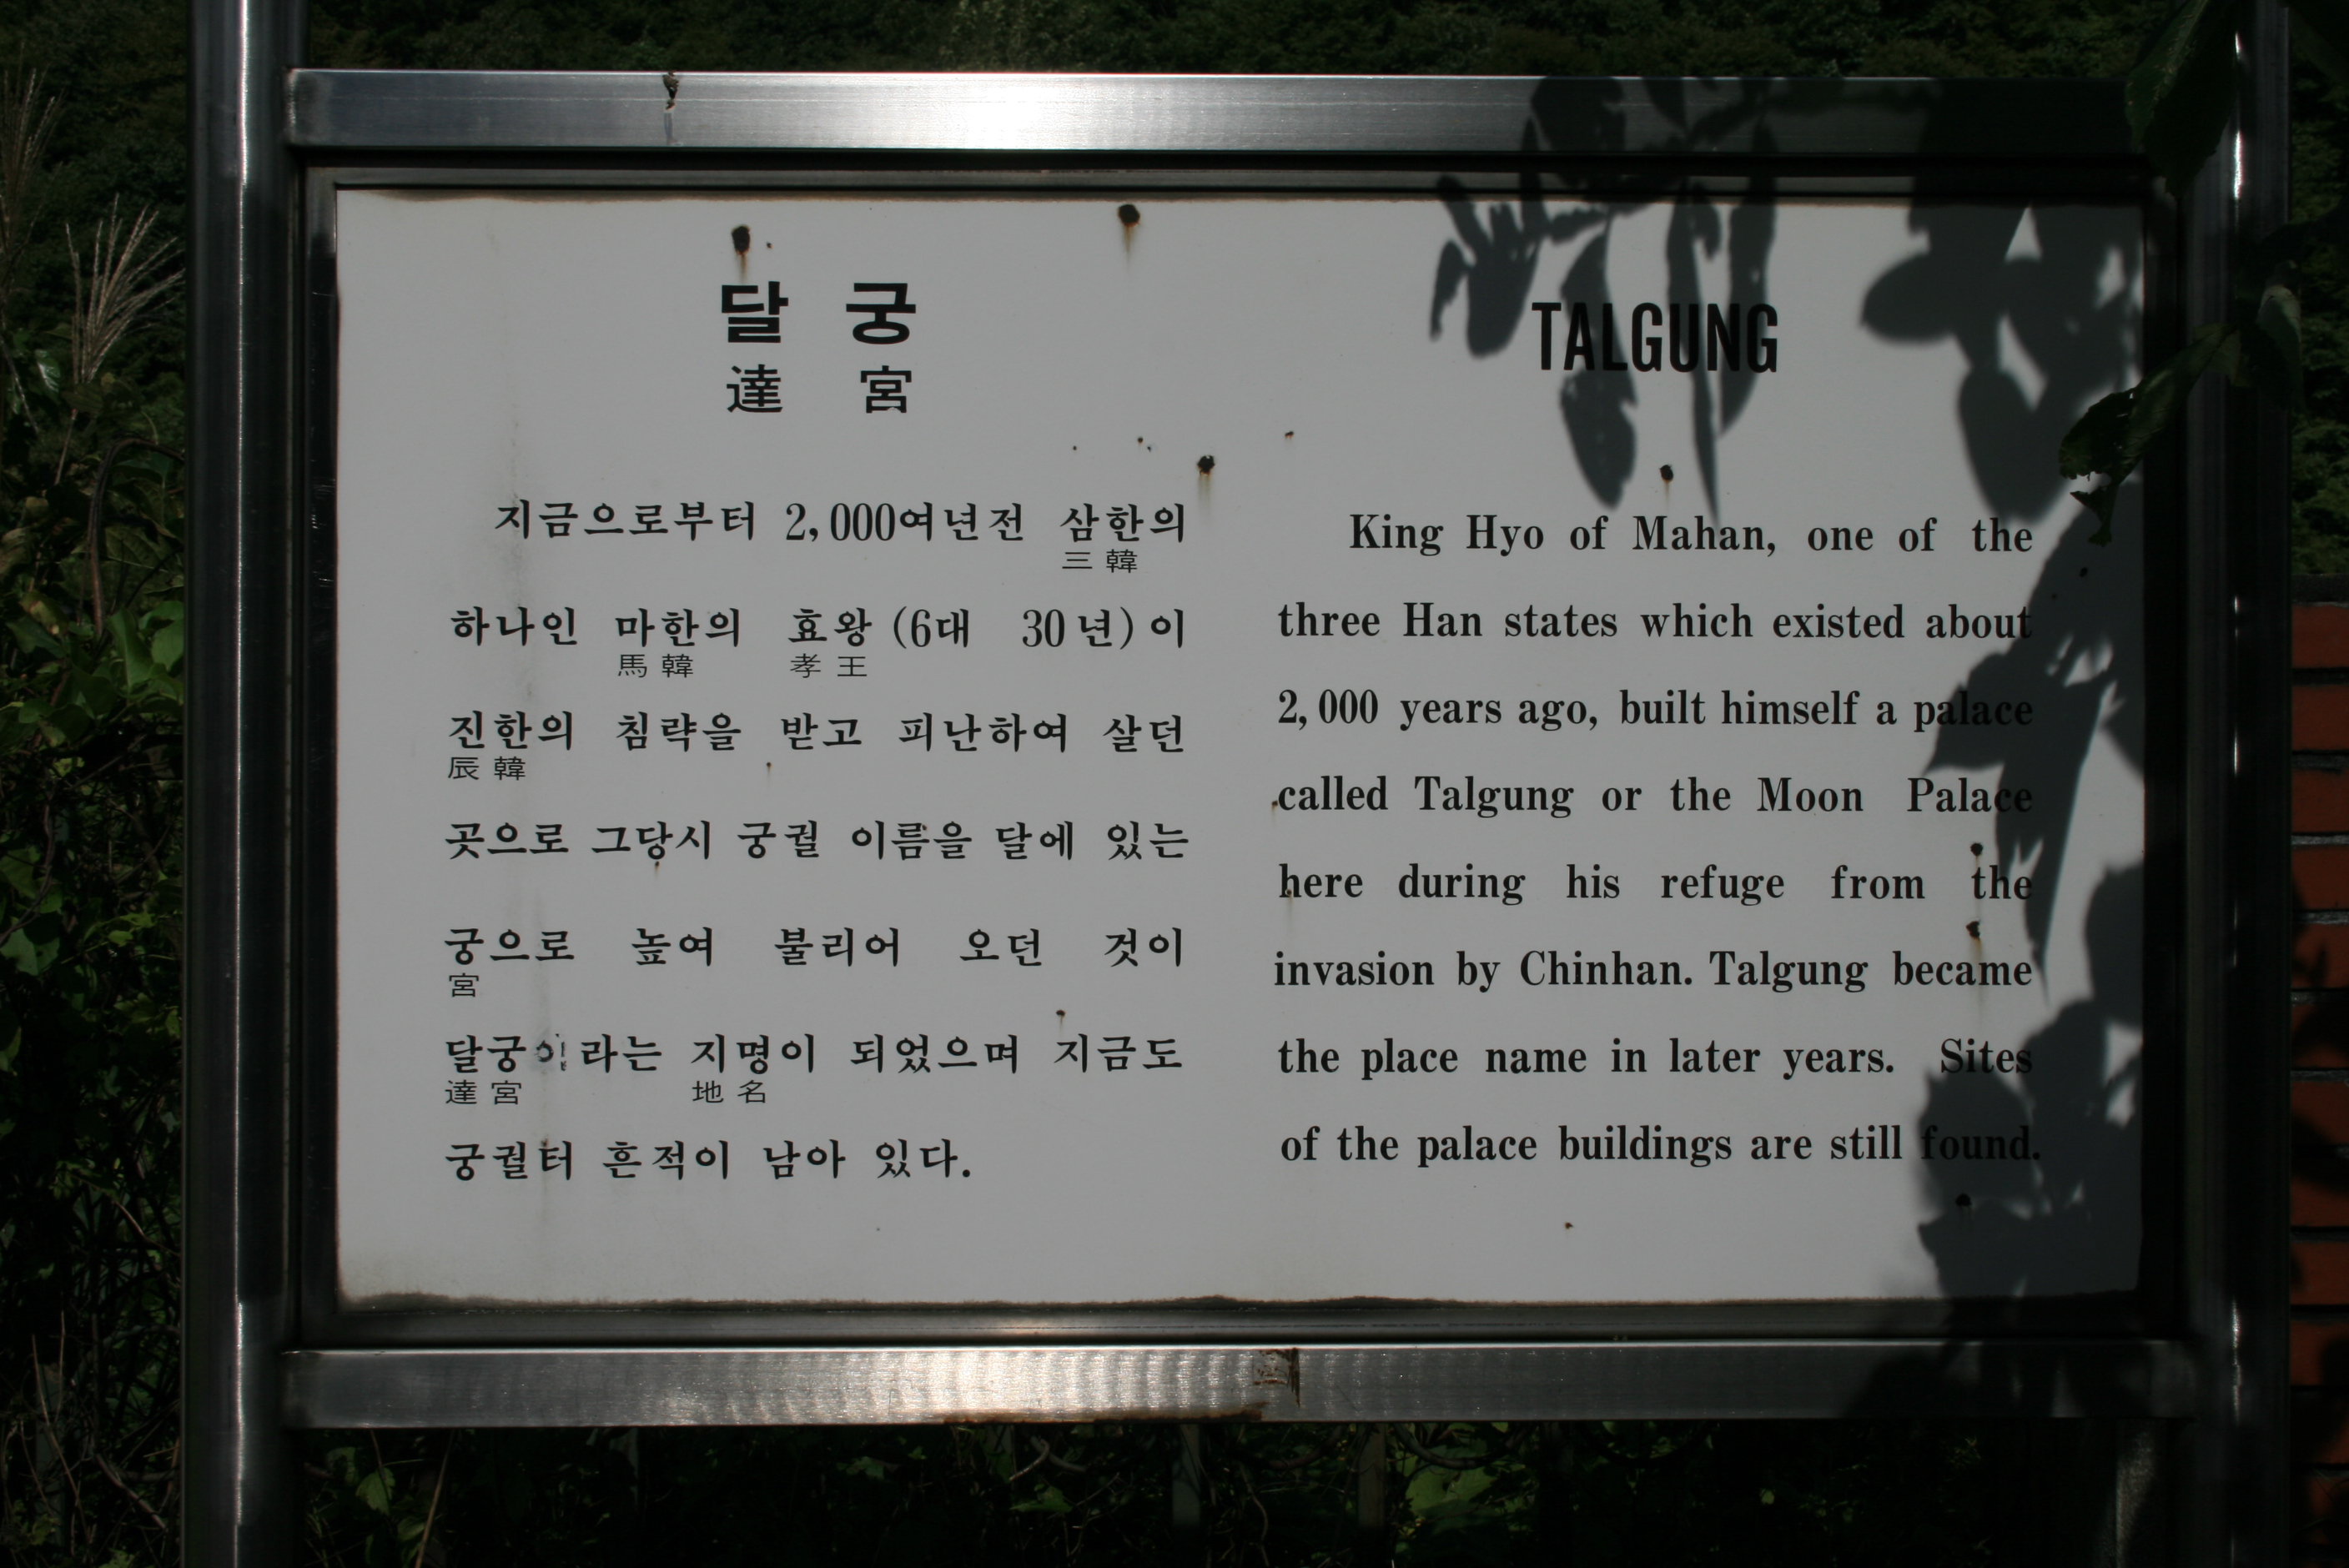 달 궁
達 宮
지금으로부터 2,000여년전 삼한의
三 韓
하나인 마한의 효왕 (6대 30년) 이
馬 韓 孝 王
진한의 침략을 받고 피난하여 살던
辰 韓
곳으로 그당시 궁궐 이름을 달에 있는
궁으로 높여 불리어 오던 것이
宮
달궁이라는 지명이 되었으며 지금도
達 宮 地 名
궁궐터 흔적이 남아 있다.
TALGUNG
King Hyo of Mahan, one of the
three Han states which existed about
2,000 years ago, built himself a palace
called Talgung or the Moon Palace
here during his refuge from the
invasion by Chinhan. Talgung became
the place name in later years. Sites
of the palace buildings are still found.